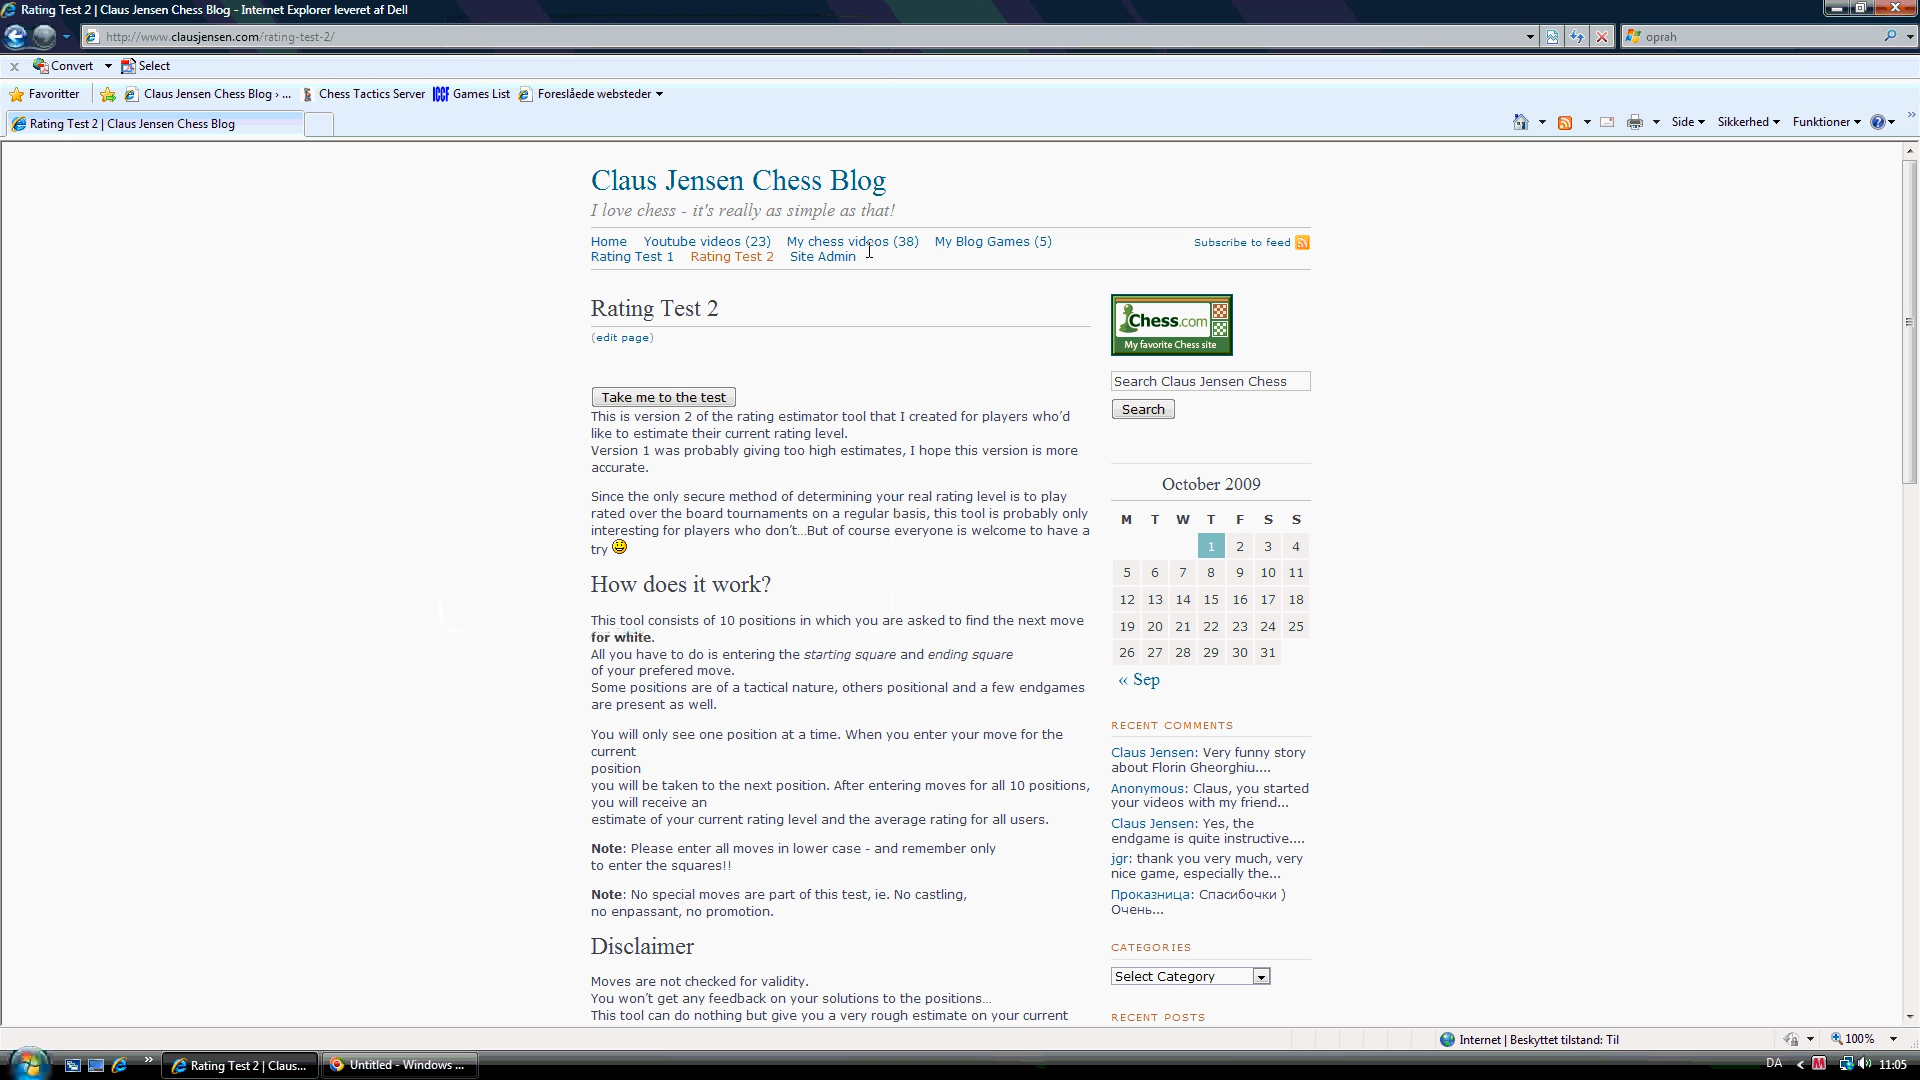 Rating Test 2 | Claus Jensen Chess Blog - Internet Explorer leveret af Dell
http://www.clausjensen.com/rating-test-2/
oprah
x Convert Select
Favoritter Claus Jensen Chess Blog › ... Chess Tactics Server ICCF Games List Foreslåede websteder
Rating Test 2 | Claus Jensen Chess Blog
Side Sikkerhed Funktioner
Claus Jensen Chess Blog
I love chess - it's really as simple as that!
Home Youtube videos (23) My chess videos (38) My Blog Games (5)
Subscribe to feed
Rating Test 1 Rating Test 2 Site Admin
Rating Test 2
(edit page)
Take me to the test
This is version 2 of the rating estimator tool that I created for players who'd
like to estimate their current rating level.
Version 1 was probably giving too high estimates, I hope this version is more
accurate.
Since the only secure method of determining your real rating level is to play
rated over the board tournaments on a regular basis, this tool is probably only
interesting for players who don't...But of course everyone is welcome to have a
try
How does it work?
This tool consists of 10 positions in which you are asked to find the next move
for white.
All you have to do is entering the starting square and ending square
of your prefered move.
Some positions are of a tactical nature, others positional and a few endgames
are present as well.
You will only see one position at a time. When you enter your move for the
current
position
you will be taken to the next position. After entering moves for all 10 positions,
you will receive an
estimate of your current rating level and the average rating for all users.
Note: Please enter all moves in lower case - and remember only
to enter the squares!!
Note: No special moves are part of this test, ie. No castling,
no enpassant, no promotion.
Disclaimer
Moves are not checked for validity.
You won't get any feedback on your solutions to the positions...
This tool can do nothing but give you a very rough estimate on your current
Chess.com
My favorite Chess site
Search Claus Jensen Chess
Search
October 2009
M T W T F S S
1 2 3 4
5 6 7 8 9 10 11
12 13 14 15 16 17 18
19 20 21 22 23 24 25
26 27 28 29 30 31
« Sep
RECENT COMMENTS
Claus Jensen: Very funny story
about Florin Gheorghiu....
Anonymous: Claus, you started
your videos with my friend...
Claus Jensen: Yes, the
endgame is quite instructive....
jgr: thank you very much, very
nice game, especially the...
Проказница: Спасибочки )
Очень...
CATEGORIES
Select Category
RECENT POSTS
Internet | Beskyttet tilstand: Til
100%
Rating Test 2 | Claus... Untitled - Windows ...
DA
11:05